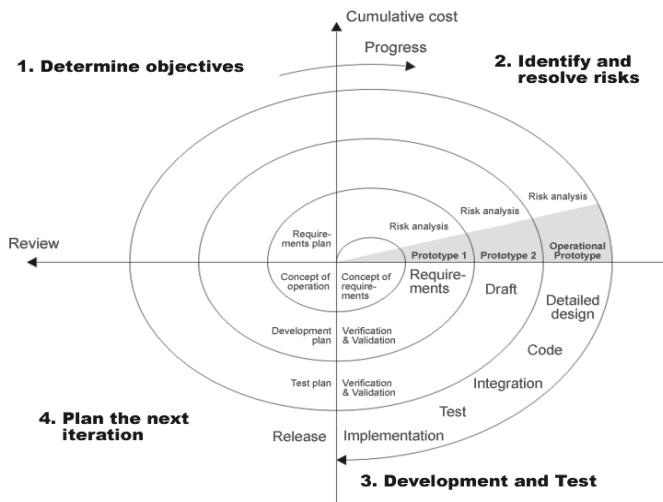 Cumulative cost
Progress
1. Determine objectives
2. Identify and
resolve risks
Risk analysis
Risk analysis
Risk analysis
Require-
ments plan
Review
Prototype 1
Prototype 2
Operational
Prototype
Concept of
operation
Concept of
require-
ments
Require-
ments
Draft
Detailed
design
Development
plan
Verification
& Validation
Code
Test plan
Verification
& Validation
Integration
Test
4. Plan the next
iteration
Release
Implementation
3. Development and Test